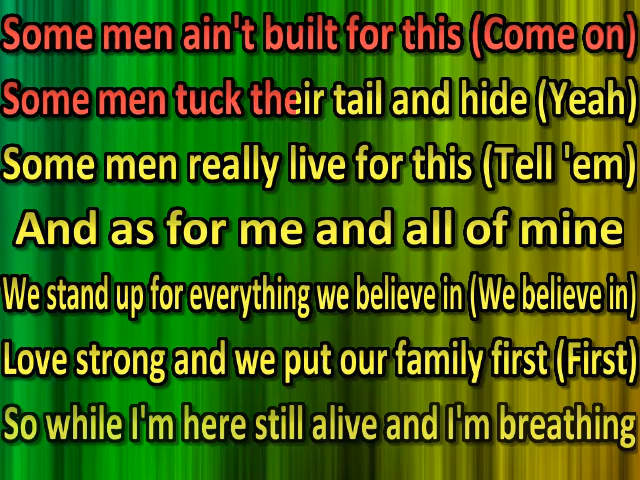 Some men ain't built for this (Come on)
Some men tuck their tail and hide (Yeah)
Some men really live for this (Tell 'em)
And as for me and all of mine
We stand up for everything we believe in (We believe in)
Love strong and we put our family first (First)
So while I'm here still alive and I'm breathing